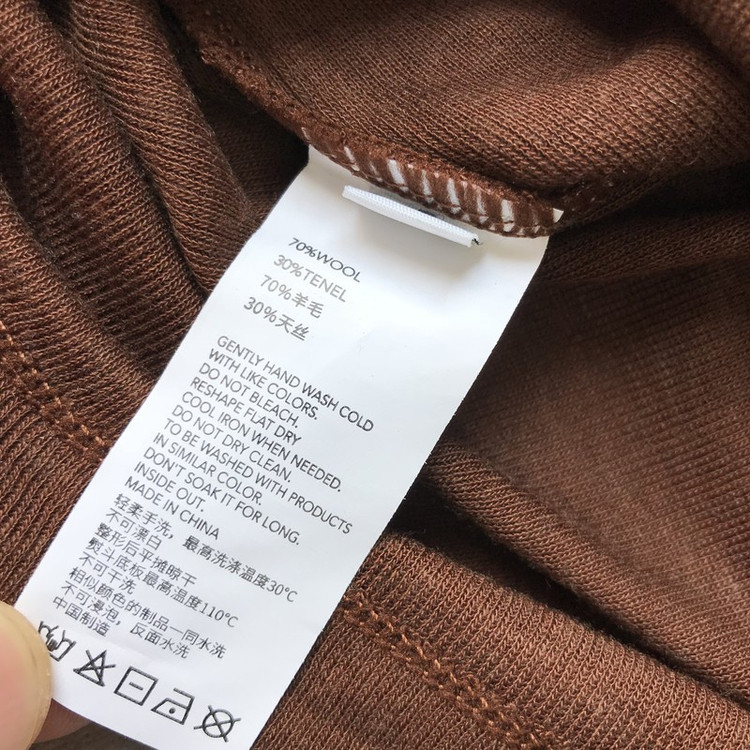 70%WOOL
30%TENEL
70%羊毛
30%天丝
GENTLY HAND WASH COLD
WITH LIKE COLORS.
DO NOT BLEACH.
RESHAPE FLAT DRY
COOL IRON WHEN NEEDED.
DO NOT DRY CLEAN.
TO BE WASHED WITH PRODUCTS
IN SIMILAR COLOR.
DON'T SOAK IT FOR LONG.
INSIDE OUT.
MADE IN CHINA
轻柔手洗，最高洗涤温度30°C
不可漂白
整形后平摊晾干
熨斗底板最高温度110°C
不可干洗
相似颜色的制品一同水洗
不可浸泡，反面水洗
中国制造